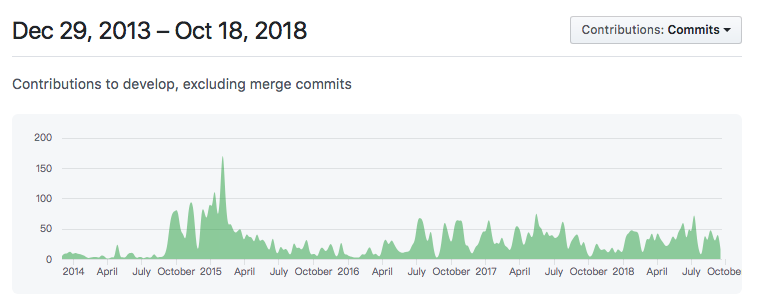 Dec 29, 2013 – Oct 18, 2018
Contributions: Commits
Contributions to develop, excluding merge commits
200
150
100
50
0
2014 April July October 2015 April July October 2016 April July October 2017 April July October 2018 April July Octobe